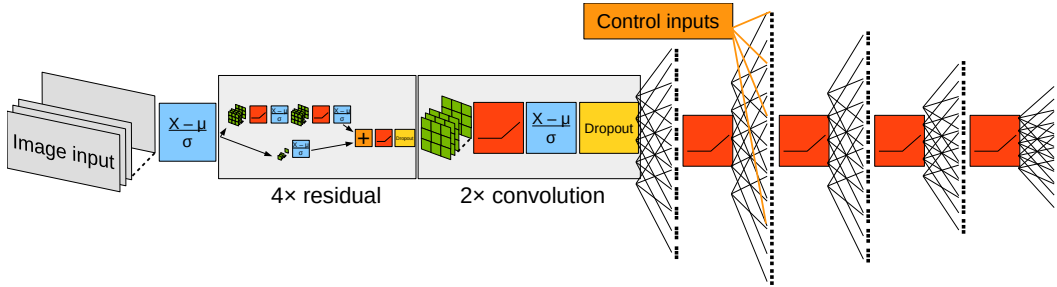 Control inputs
Image input
X – μ
σ
X – μ
σ
X – μ
σ
X – μ
σ
+
Dropout
X – μ
σ
Dropout
4× residual
2× convolution